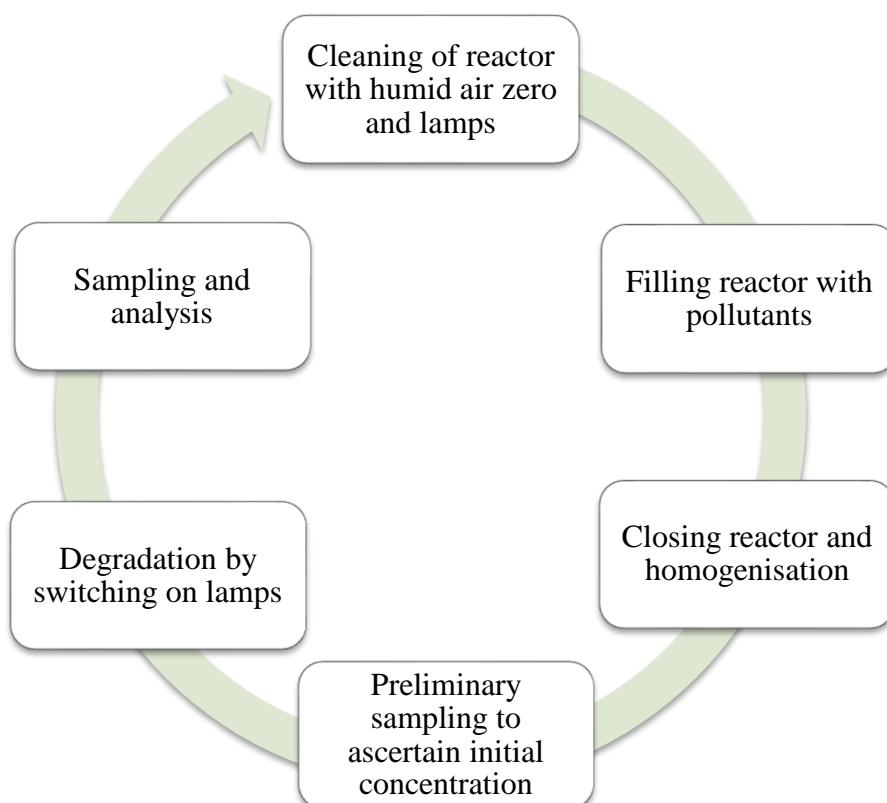 Cleaning of reactor
with humid air zero
and lamps
Filling reactor with
pollutants
Closing reactor and
homogenisation
Preliminary
sampling to
ascertain initial
concentration
Degradation by
switching on lamps
Sampling and
analysis